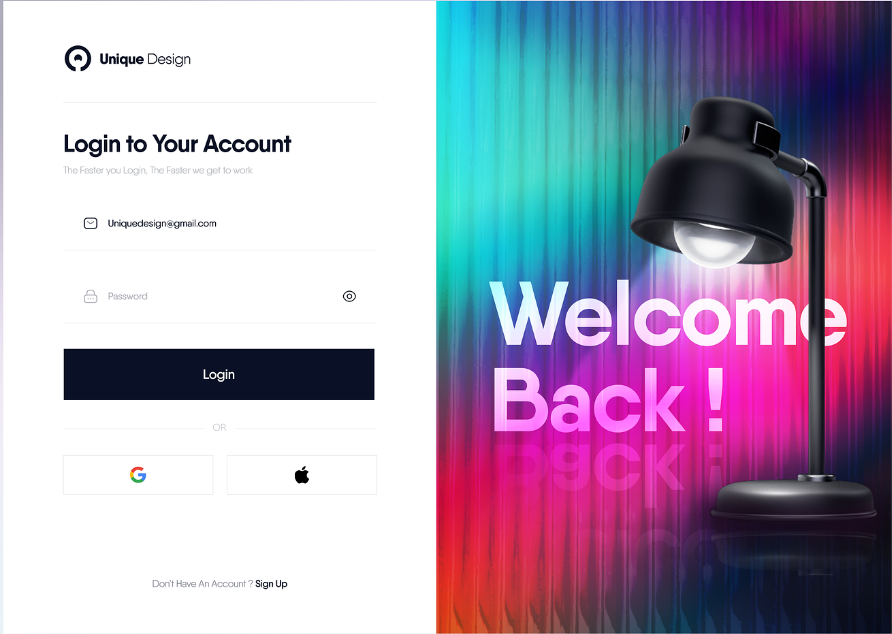 Unique Design
Login to Your Account
The Faster you Login, The Faster we get to work
Uniquedesign@gmail.com
Password
Login
OR
Don't Have An Account ? Sign Up
Welcome
Back !